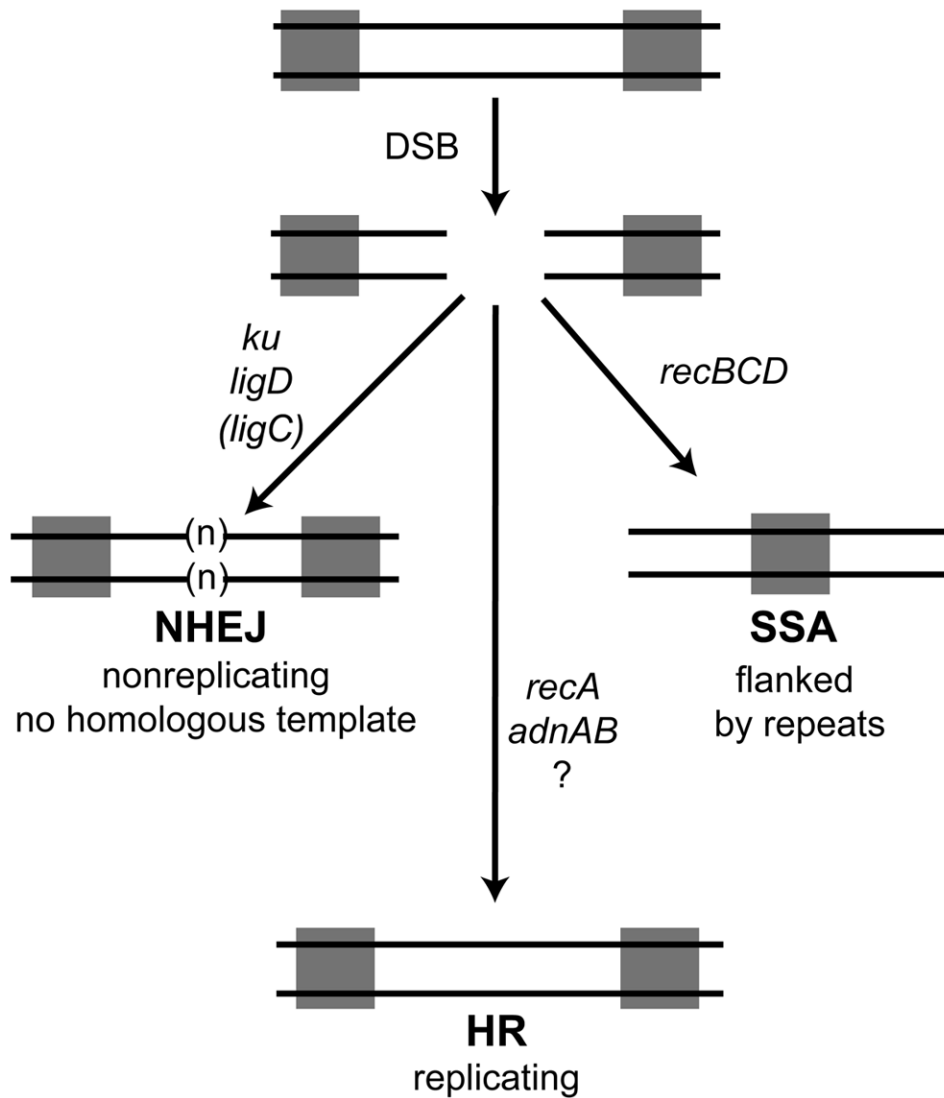 DSB
ku
ligD
(ligC)
recBCD
(n)
(n)
NHEJ
nonreplicating
no homologous template
SSA
flanked
by repeats
recA
adnAB
?
HR
replicating